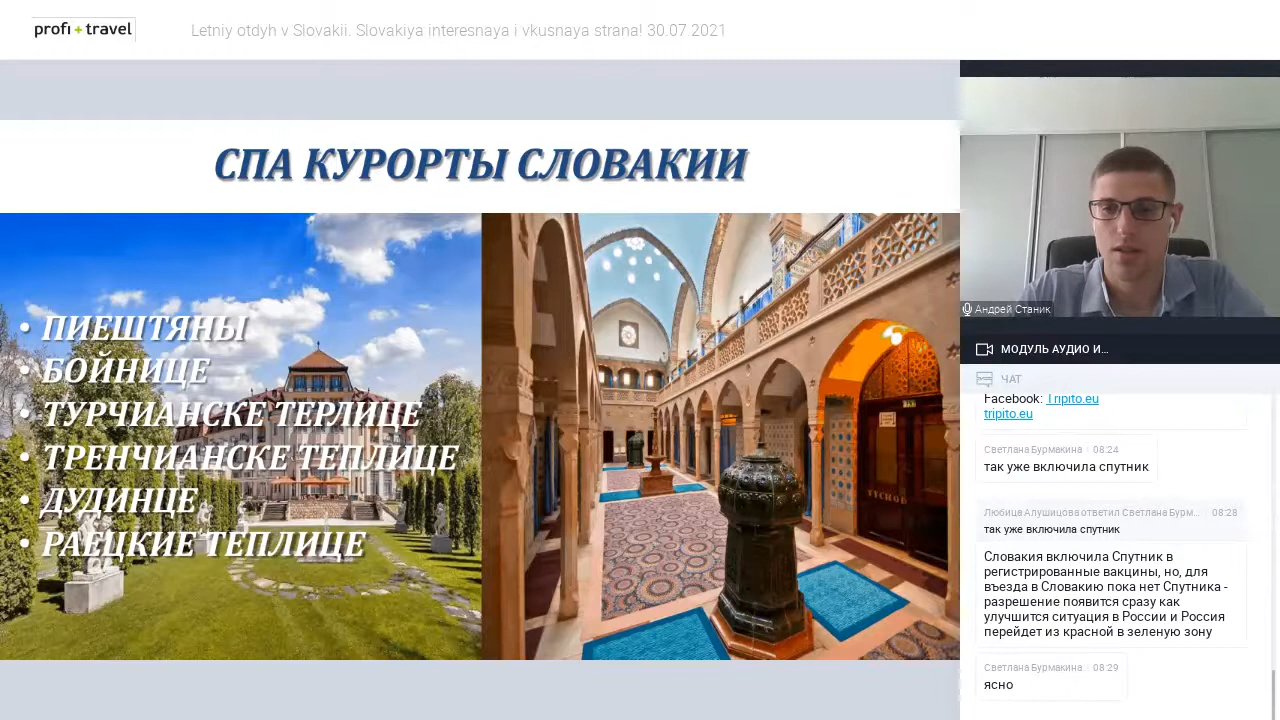 profi + travel
Letniy otdyh v Slovakii. Slovakiya interesnaya i vkusnaya strana! 30.07.2021
СПА КУРОРТЫ СЛОВАКИИ
• ПИЕШТЯНЫ
• БОЙНИЦЕ
• ТУРЧИАНСКЕ ТЕРЛИЦЕ
• ТРЕНЧИАНСКЕ ТЕПЛИЦЕ
• ДУДИНЦЕ
• РАЕЦКИЕ ТЕПЛИЦЕ
Андрей Станик
МОДУЛЬ АУДИО И...
ЧАТ
Facebook: Tripito.eu
tripito.eu
Светлана Бурмакина 08:24
так уже включила спутник
Любица Алушицова ответил Светлана Бурм... 08:28
так уже включила спутник
Словакия включила Спутник в
регистрированные вакцины, но, для
въезда в Словакию пока нет Спутника -
разрешение появится сразу как
улучшится ситуация в России и Россия
перейдет из красной в зеленую зону
Светлана Бурмакина 08:29
ясно